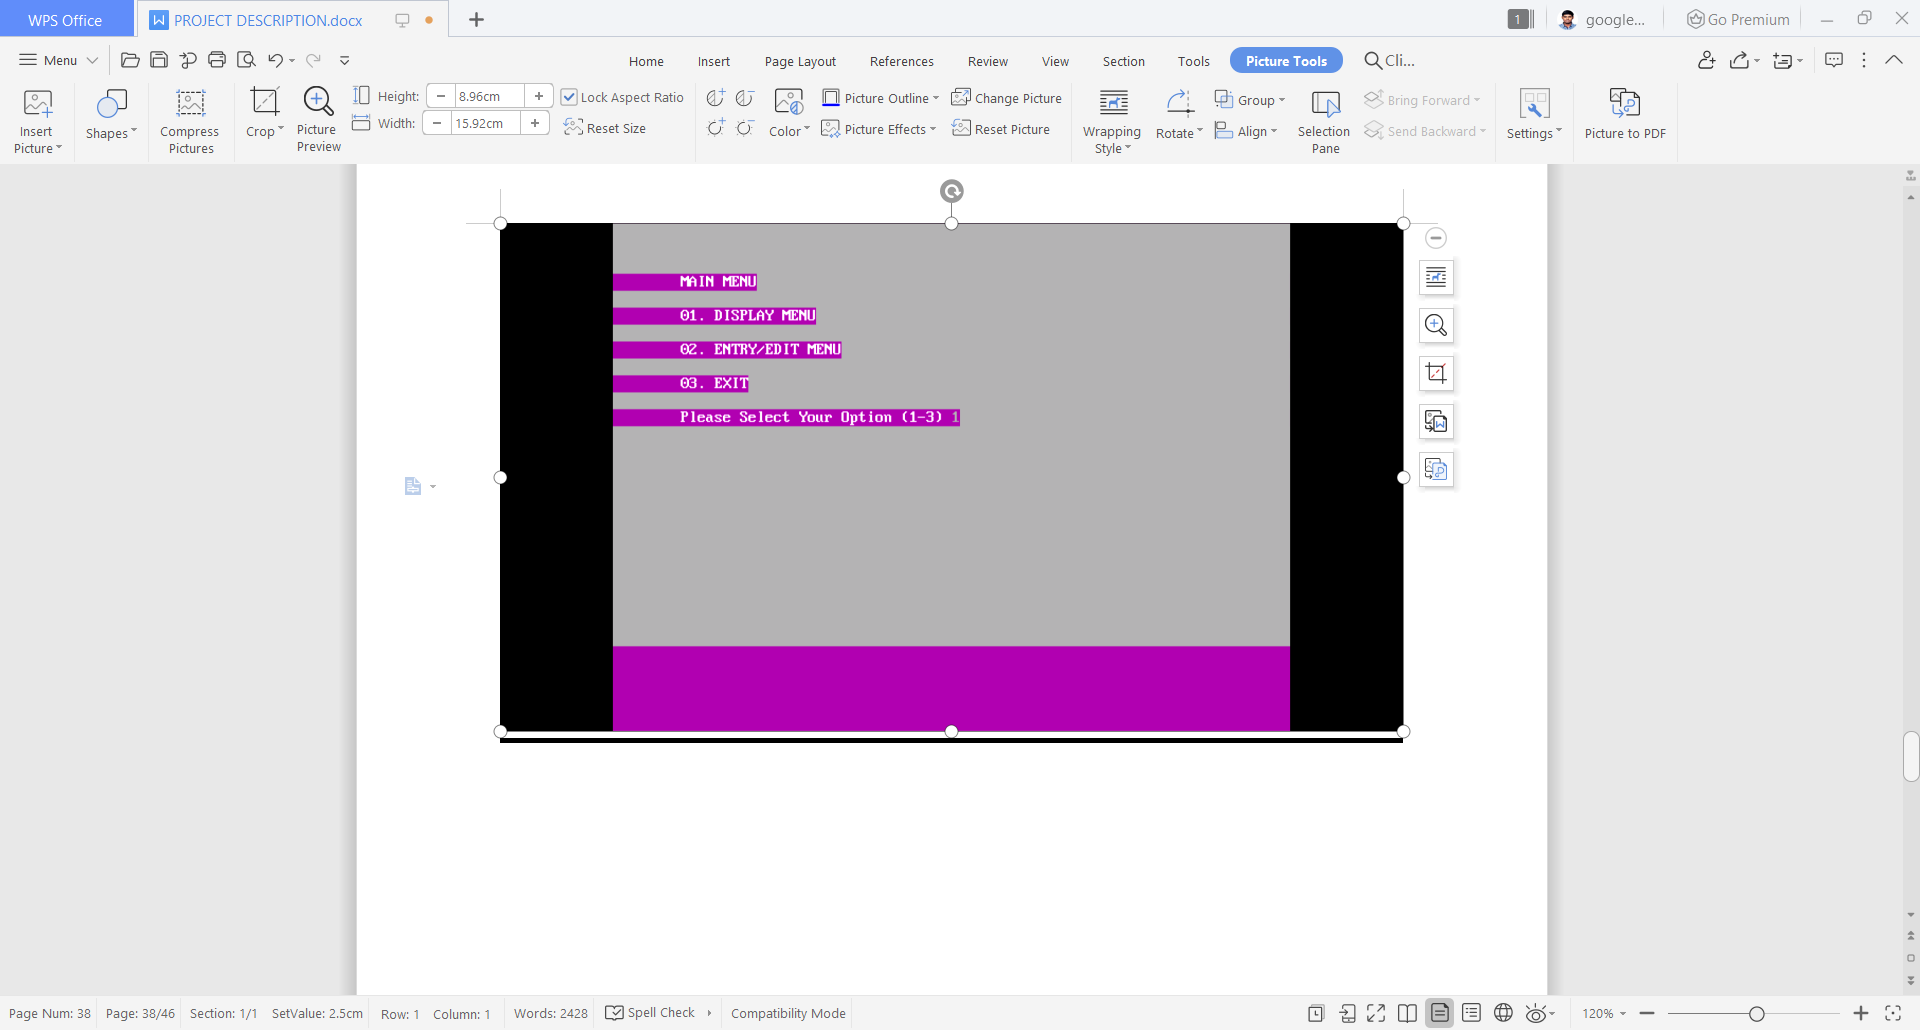 WPS Office
PROJECT DESCRIPTION.docx
1
google...
Go Premium
Menu
Home
Insert
Page Layout
References
Review
View
Section
Tools
Picture Tools
Cli...
Insert Picture
Shapes
Compress Pictures
Crop
Picture Preview
Height: 8.96cm
Width: 15.92cm
Lock Aspect Ratio
Reset Size
Color
Picture Outline
Picture Effects
Change Picture
Reset Picture
Wrapping Style
Rotate
Group
Align
Selection Pane
Bring Forward
Send Backward
Settings
Picture to PDF
MAIN MENU
01. DISPLAY MENU
02. ENTRY/EDIT MENU
03. EXIT
Please Select Your Option (1-3) 1
Page Num: 38
Page: 38/46
Section: 1/1
SetValue: 2.5cm
Row: 1
Column: 1
Words: 2428
Spell Check
Compatibility Mode
120%